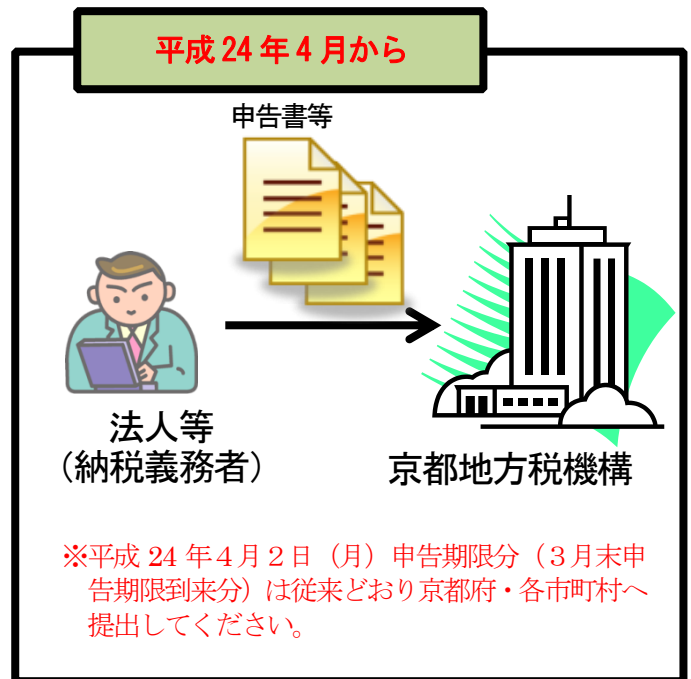 平成24年4月から
申告書等
法人等
（納税義務者）
京都地方税機構
※平成 24 年４月２日（月）申告期限分（３月末申
告期限到来分）は従来どおり京都府・各市町村へ
提出してください。